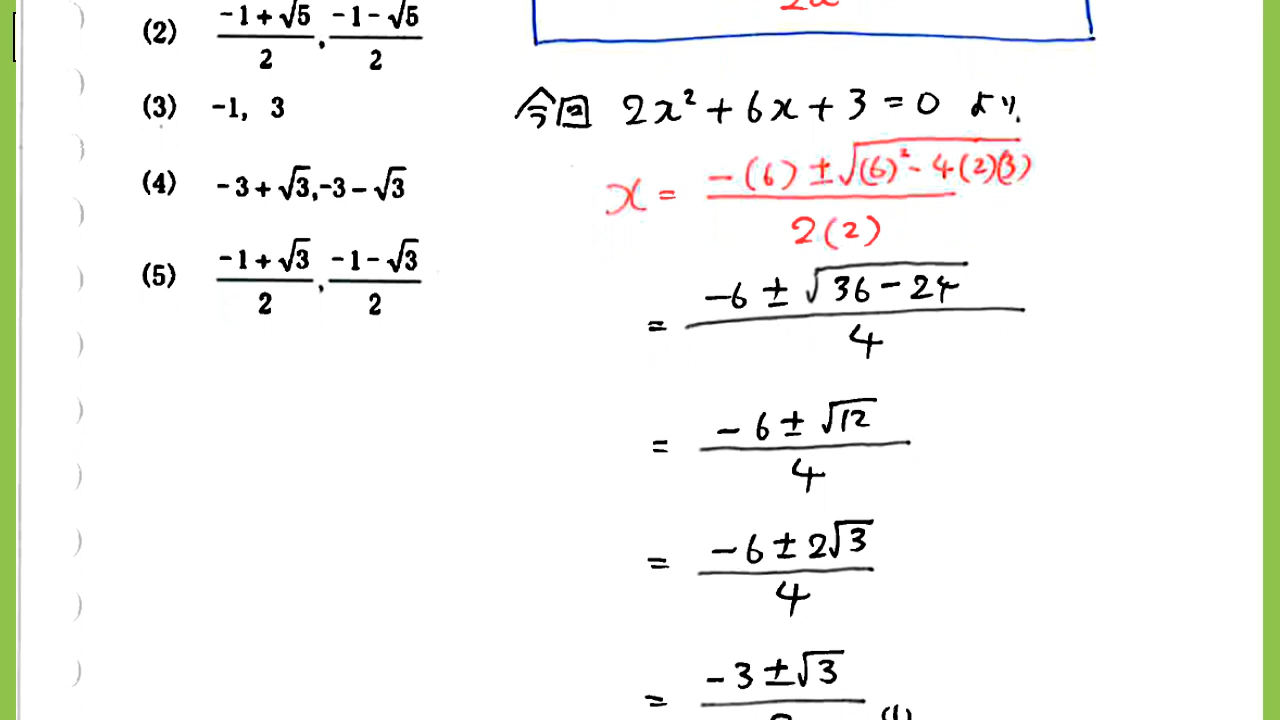 (2) (-1+√5)/2, (-1-√5)/2
(3) -1, 3
(4) -3+√3,-3-√3
(5) (-1+√3)/2, (-1-√3)/2
今回 2x²+6x+3=0 より
x = (-(6)±√((6)²-4(2)(3)))/(2(2))
= (-6±√(36-24))/4
= (-6±√12)/4
= (-6±2√3)/4
= -3±√3